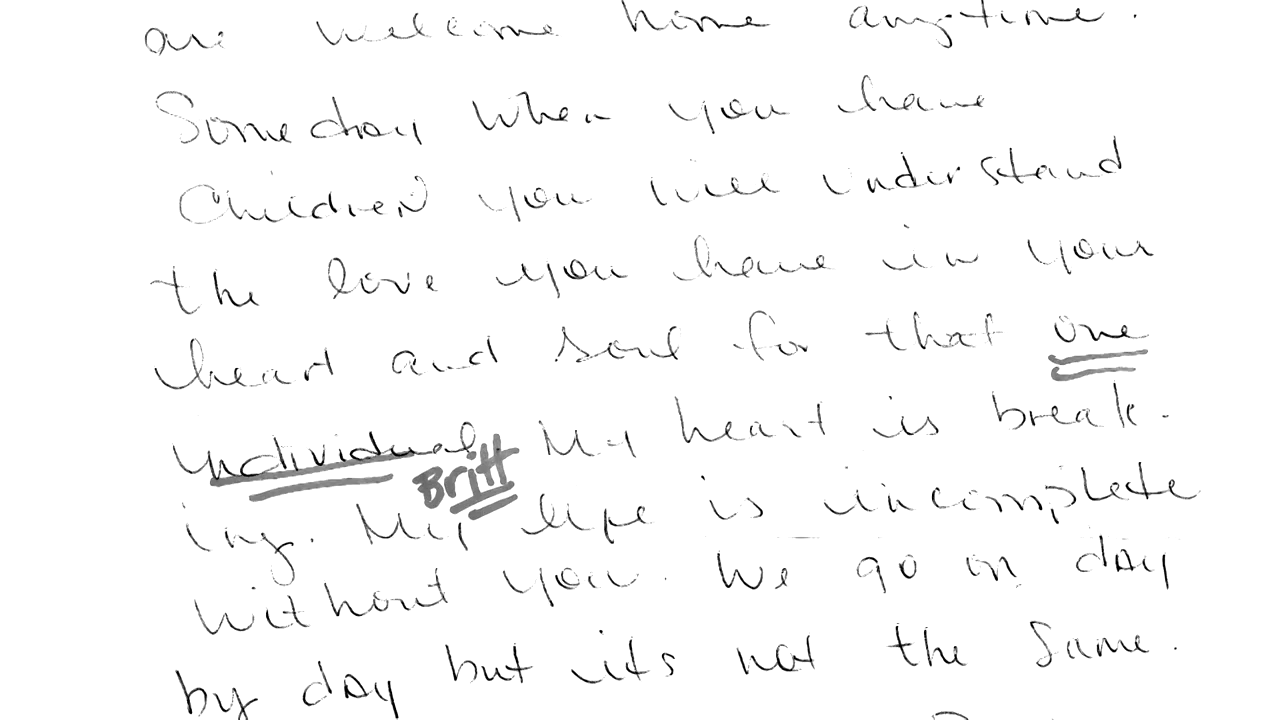 are welcome home any-time.
Someday when you have
Children you will understand
the love you have in your
heart and soul for that one
individual. My heart is break-
Britt
ing. My life is incomplete
without you. We go on day
by day but its not the same.